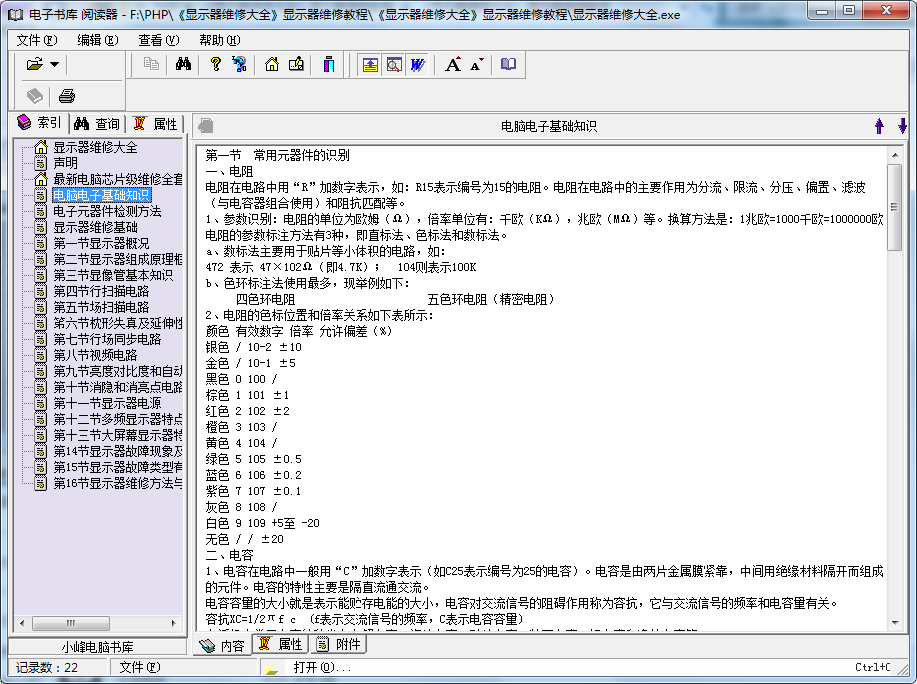 电子书库 阅读器 - F:\PHP\《显示器维修大全》显示器维修教程\《显示器维修大全》显示器维修教程\显示器维修大全.exe
文件(F) 编辑(E) 查看(V) 帮助(H)
索引 查询 属性
电脑电子基础知识
显示器维修大全
声明
最新电脑芯片级维修全套
电脑电子基础知识
电子元器件检测方法
显示器维修基础
第一节显示器概况
第二节显示器组成原理框
第三节显像管基本知识
第四节行扫描电路
第五节场扫描电路
第六节枕形失真及延伸性
第七节行场同步电路
第八节视频电路
第九节亮度对比度和自动
第十节消隐和消亮点电路
第十一节显示器电源
第十二节多频显示器特点
第十三节大屏幕显示器特
第14节显示器故障现象及
第15节显示器故障类型有
第16节显示器维修方法与
小峰电脑书库
第一节 常用元器件的识别
一、电阻
电阻在电路中用“R”加数字表示，如：R15表示编号为15的电阻。电阻在电路中的主要作用为分流、限流、分压、偏置、滤波
（与电容器组合使用）和阻抗匹配等。
1、参数识别：电阻的单位为欧姆（Ω），倍率单位有：千欧（KΩ），兆欧（MΩ）等。换算方法是：1兆欧=1000千欧=1000000欧
电阻的参数标注方法有3种，即直标法、色标法和数标法。
a、数标法主要用于贴片等小体积的电路，如：
472 表示 47×102Ω（即4.7K）； 104则表示100K
b、色环标注法使用最多，现举例如下：
四色环电阻 五色环电阻（精密电阻）
2、电阻的色标位置和倍率关系如下表所示：
颜色 有效数字 倍率 允许偏差（%）
银色 / 10-2 ±10
金色 / 10-1 ±5
黑色 0 100 /
棕色 1 101 ±1
红色 2 102 ±2
橙色 3 103 /
黄色 4 104 /
绿色 5 105 ±0.5
蓝色 6 106 ±0.2
紫色 7 107 ±0.1
灰色 8 108 /
白色 9 109 +5至 -20
无色 / / ±20
二、电容
1、电容在电路中一般用“C”加数字表示（如C25表示编号为25的电容）。电容是由两片金属膜紧靠，中间用绝缘材料隔开而组成
的元件。电容的特性主要是隔直流通交流。
电容容量的大小就是表示能贮存电能的大小，电容对交流信号的阻碍作用称为容抗，它与交流信号的频率和电容量有关。
容抗XC=1/2πf c （f表示交流信号的频率，C表示电容容量）
内容 属性 附件
记录数：22 文件(F) 打开(O)... Ctrl+C